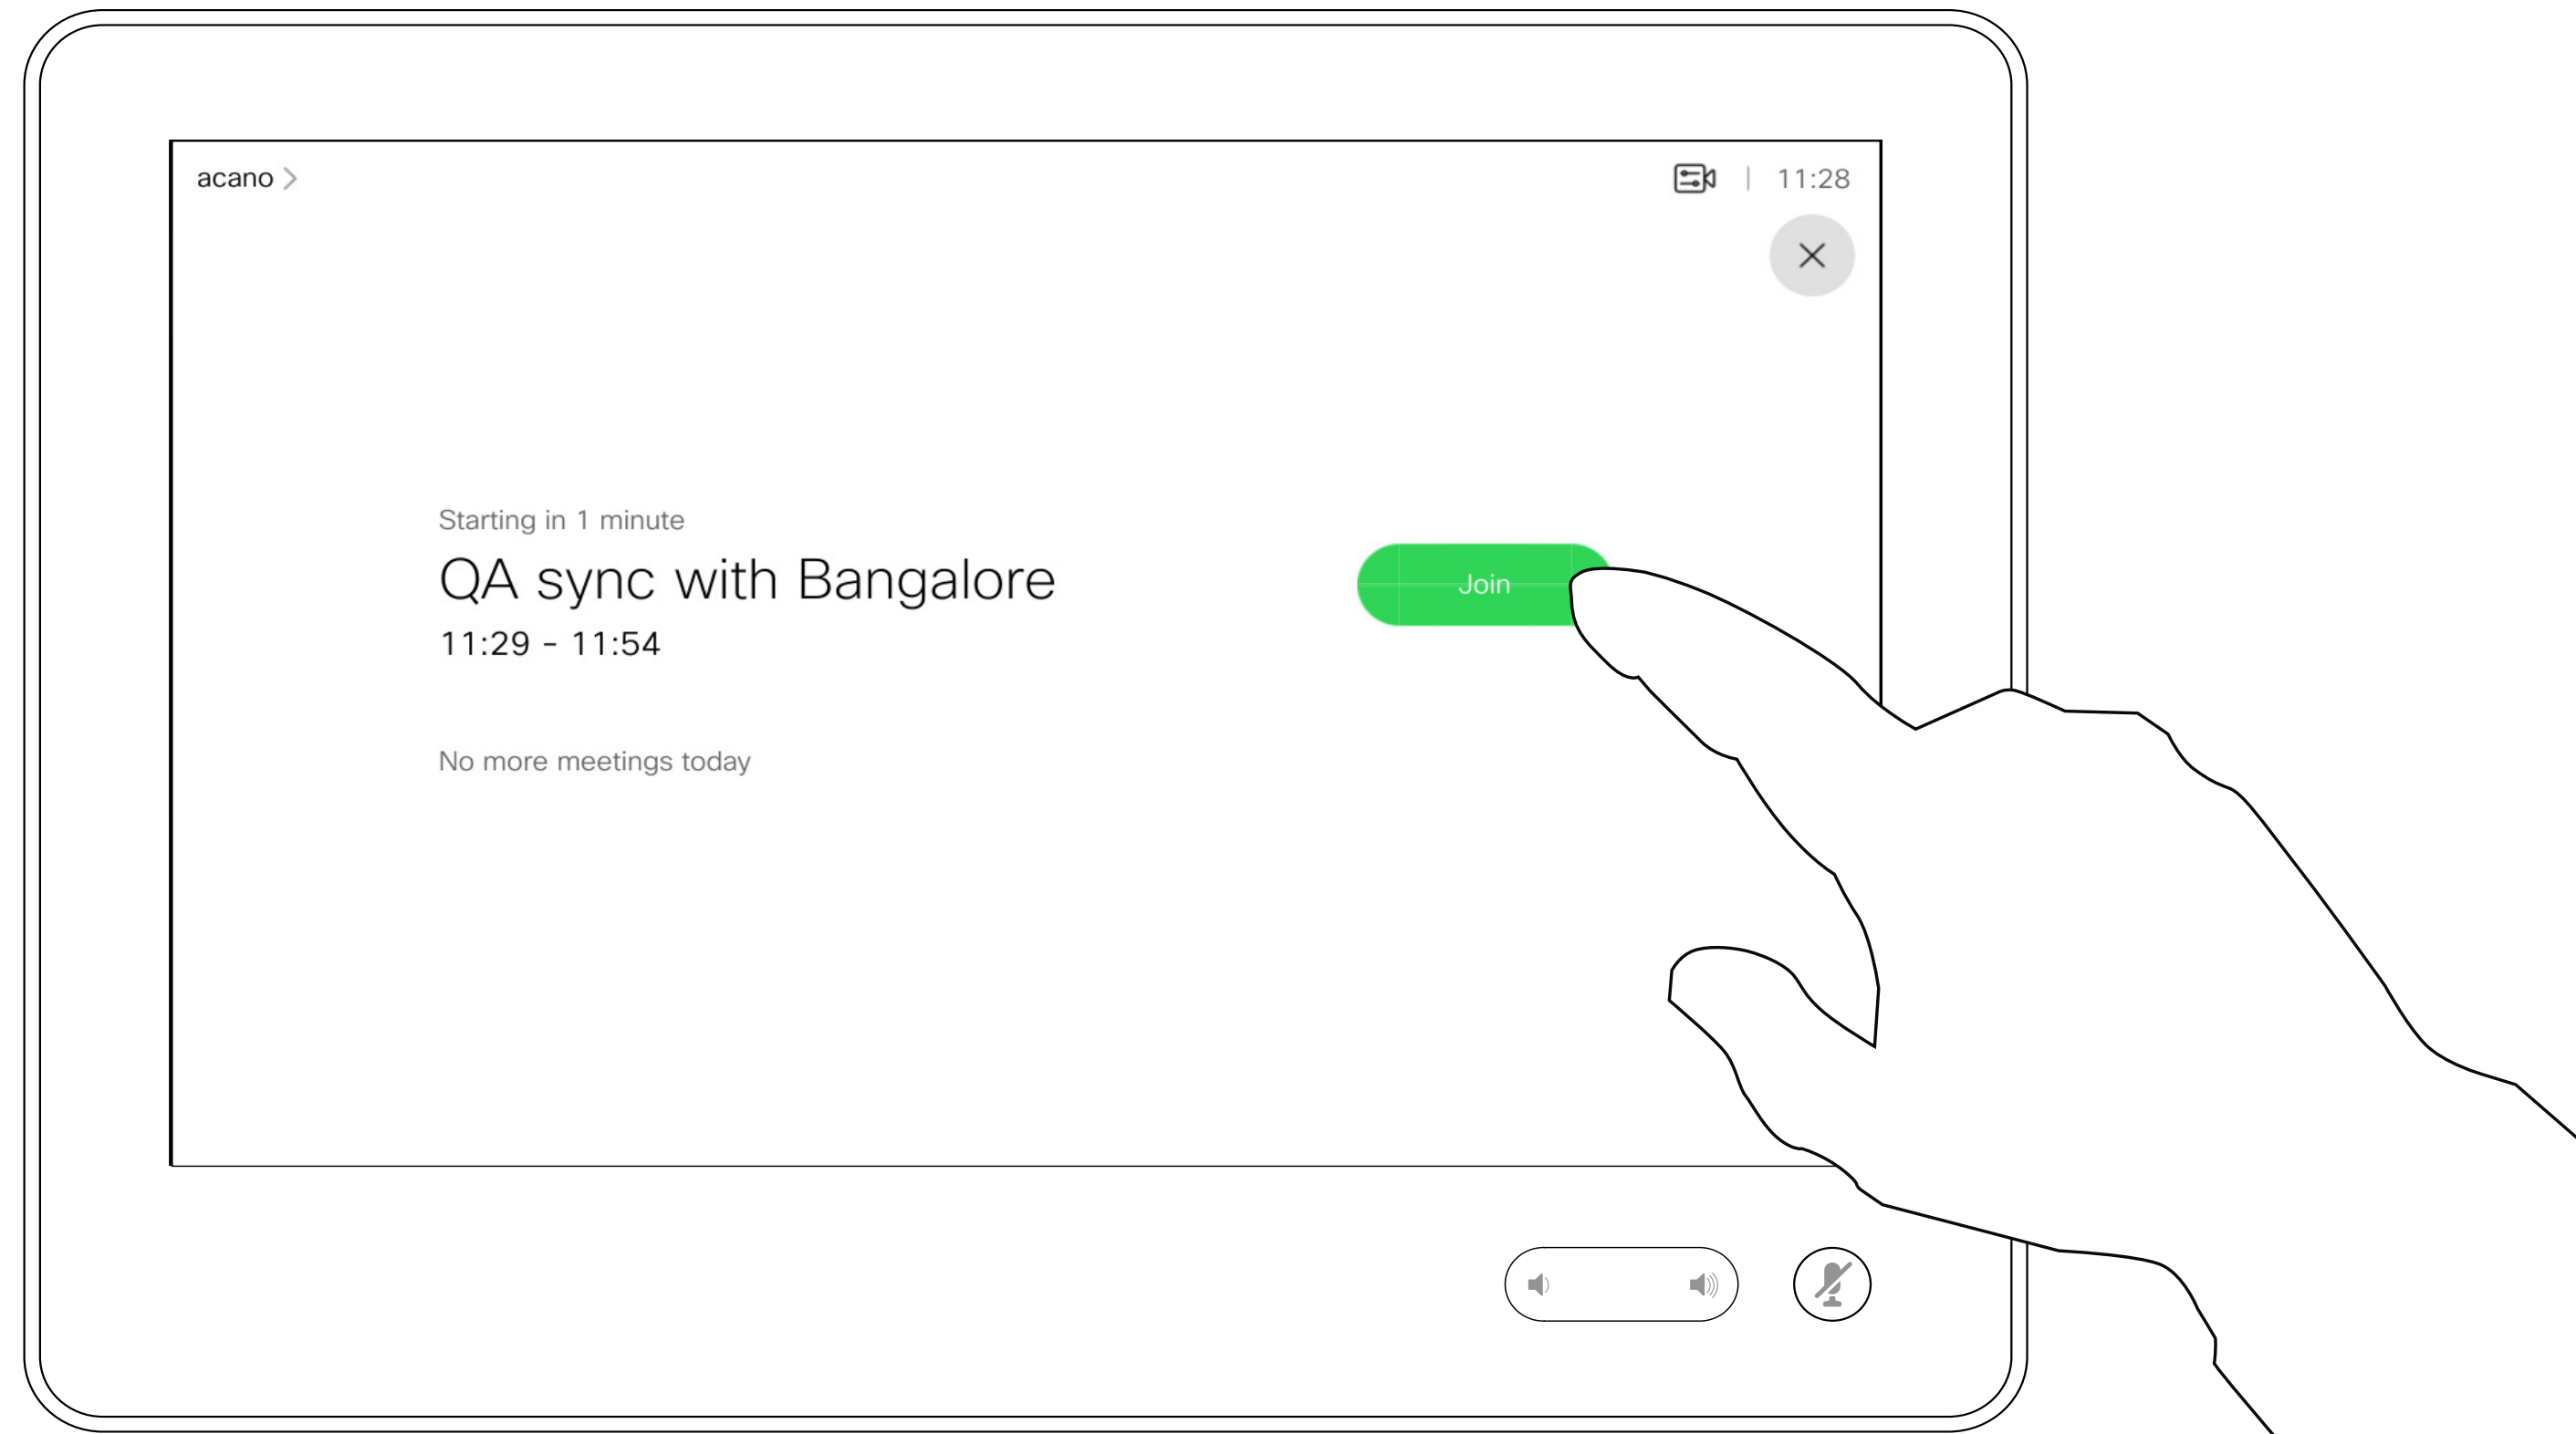 acano
11:28
Starting in 1 minute
QA sync with Bangalore
11:29 - 11:54
Join
No more meetings today